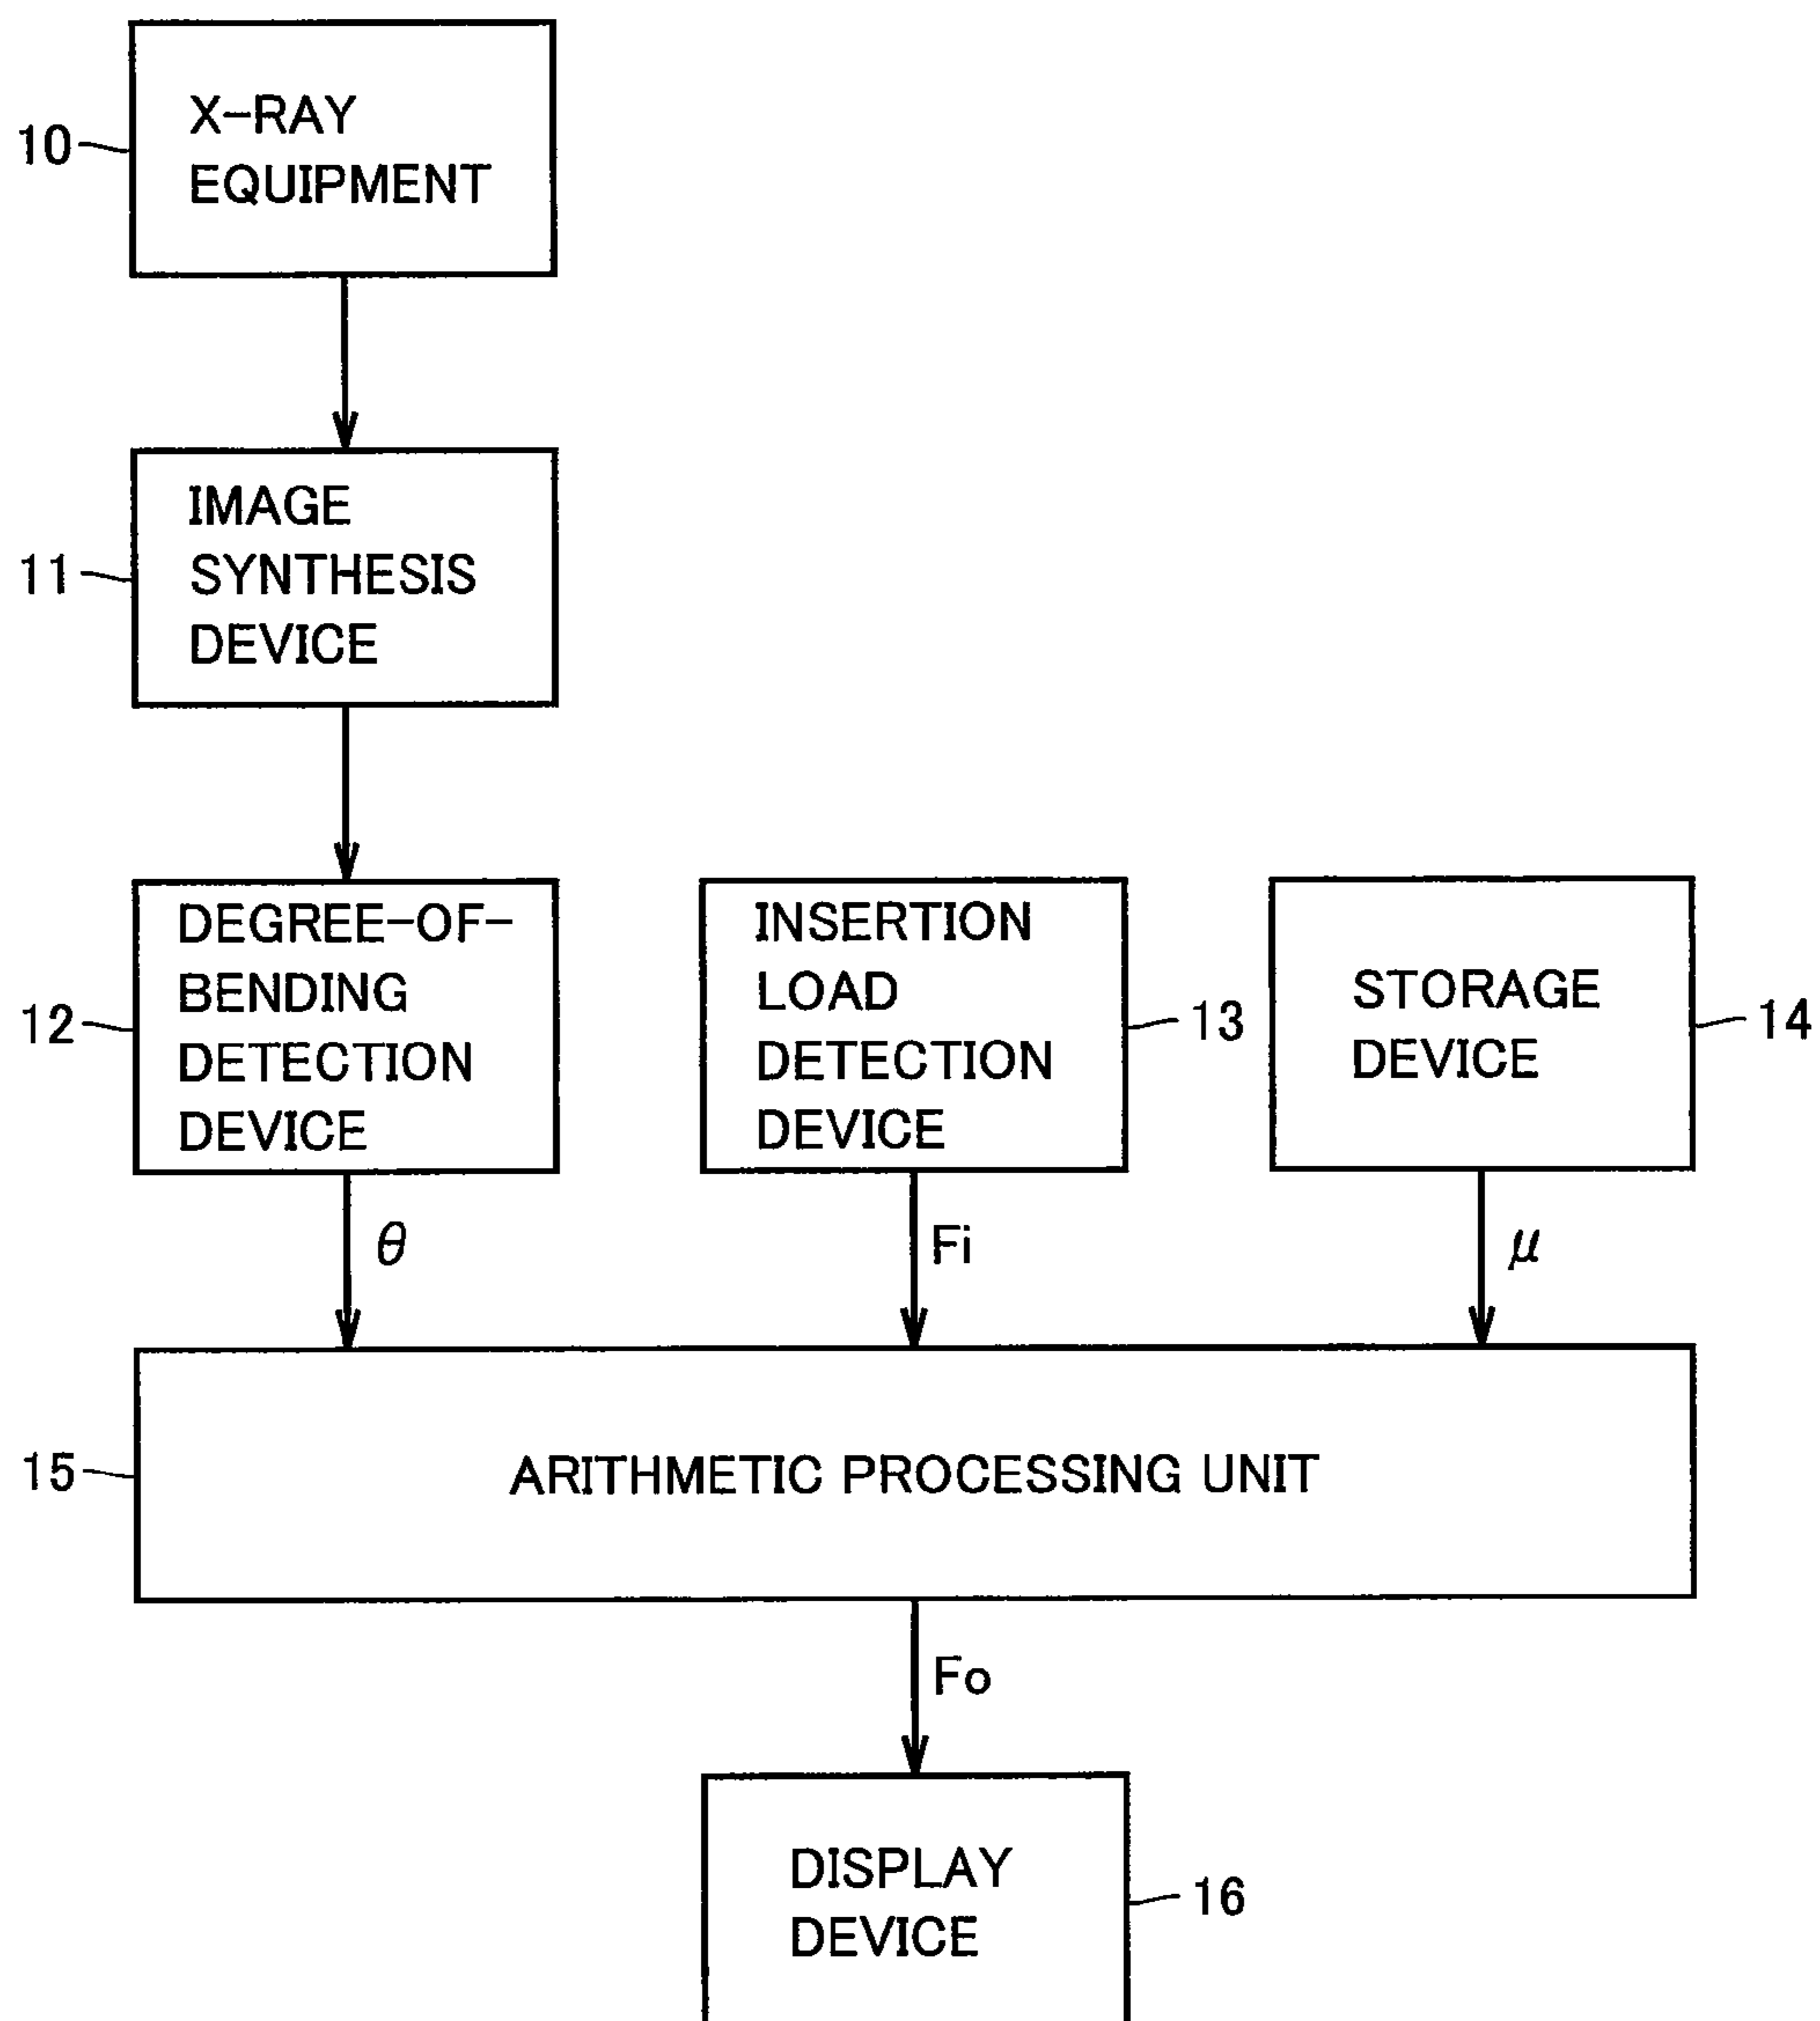 X-RAY
EQUIPMENT
10
IMAGE
SYNTHESIS
DEVICE
11
DEGREE-OF-
BENDING
DETECTION
DEVICE
12
INSERTION
LOAD
DETECTION
DEVICE
13
STORAGE
DEVICE
14
θ
Fi
μ
15
ARITHMETIC PROCESSING UNIT
Fo
DISPLAY
DEVICE
16